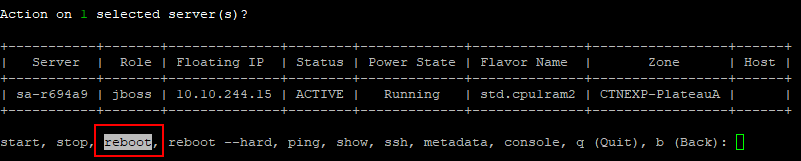 Action on 1 selected server(s)?
+-----------+-------+---------------+--------+-------------+--------------+-----------------+------+
| Server | Role | Floating IP | Status | Power State | Flavor Name | Zone | Host |
+-----------+-------+---------------+--------+-------------+--------------+-----------------+------+
| sa-r694a9 | jboss | 10.10.244.15 | ACTIVE | Running | std.cpu1ram2 | CTNEXP-PlateauA | |
+-----------+-------+---------------+--------+-------------+--------------+-----------------+------+
start, stop, reboot, reboot --hard, ping, show, ssh, metadata, console, q (Quit), b (Back):